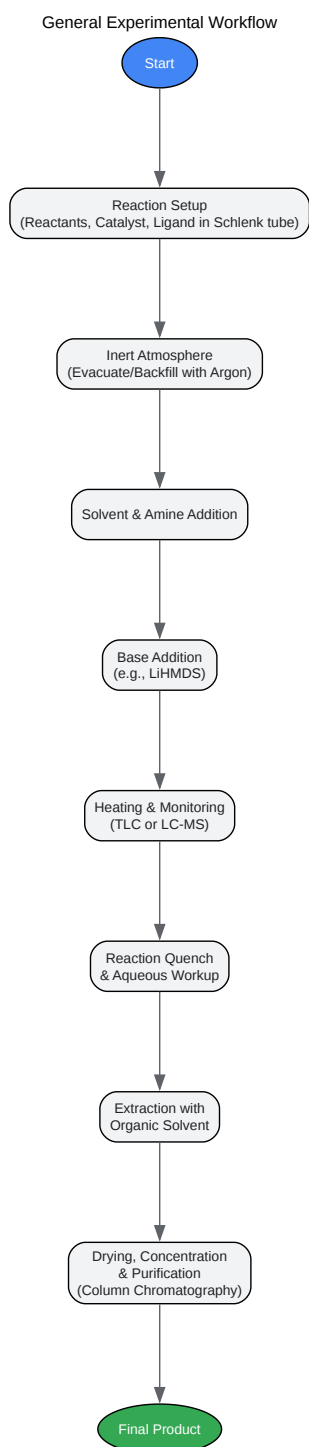 General Experimental Workflow
Start
Reaction Setup
(Reactants, Catalyst, Ligand in Schlenk tube)
Inert Atmosphere
(Evacuate/Backfill with Argon)
Solvent & Amine Addition
Base Addition
(e.g., LiHMDS)
Heating & Monitoring
(TLC or LC-MS)
Reaction Quench
& Aqueous Workup
Extraction with
Organic Solvent
Drying, Concentration
& Purification
(Column Chromatography)
Final Product